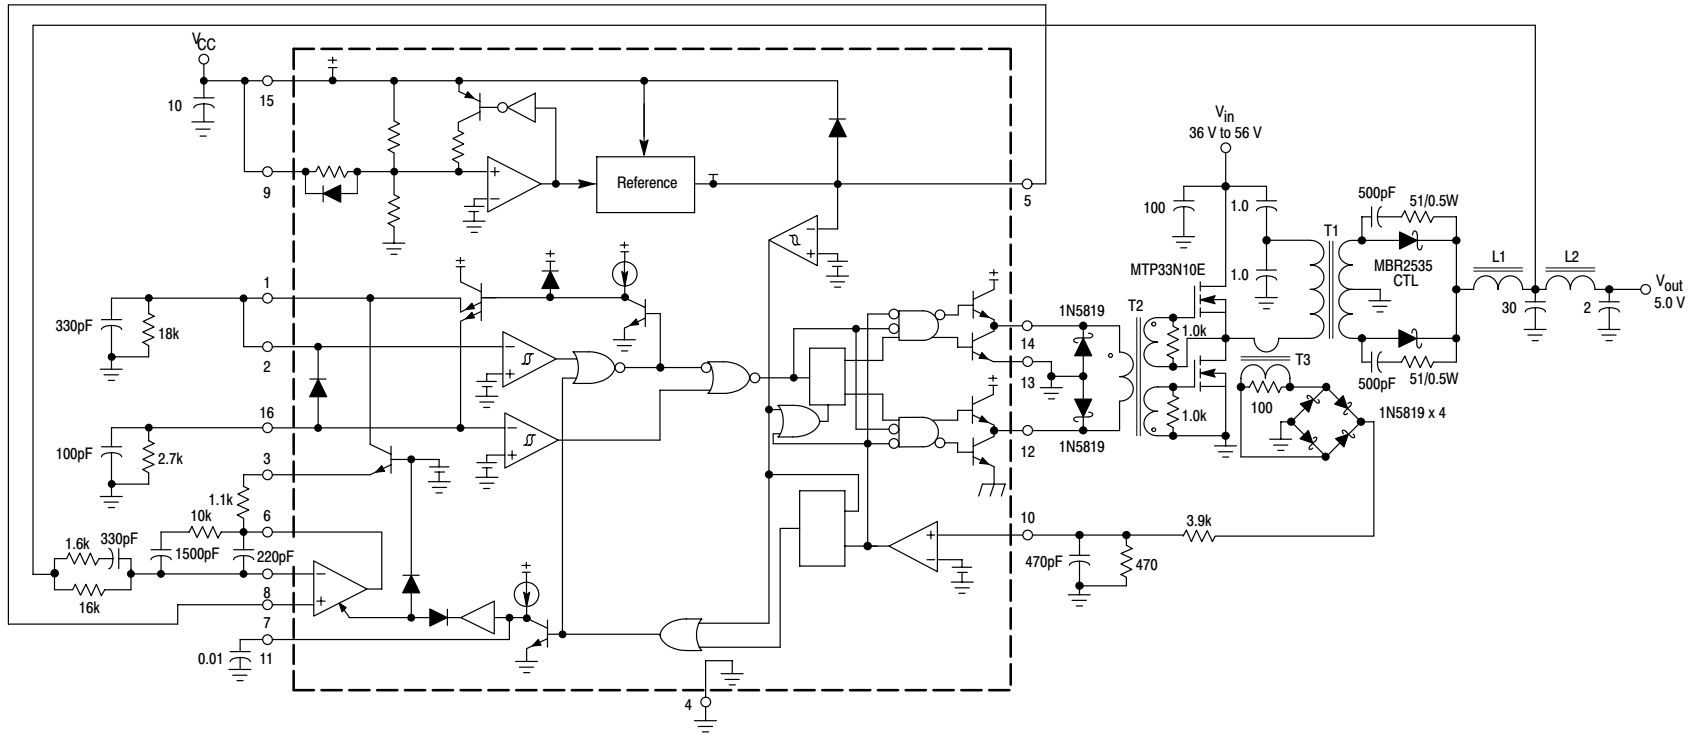 VCC
10
15
9
Reference
5
Vin
36 V to 56 V
100
1.0
1.0
500pF
51/0.5W
T1
MBR2535
CTL
L1
L2
Vout
5.0 V
30
2
500pF
51/0.5W
MTP33N10E
T2
1.0k
1.0k
T3
100
1N5819 x 4
1N5819
1N5819
14
13
12
1
330pF
18k
2
16
100pF
2.7k
3
1.1k
6
10k
1500pF
220pF
330pF
1.6k
16k
8
7
0.01
11
4
10
3.9k
470pF
470
+
–
+
–
–
+
–
+
–
+
+
–
–
+